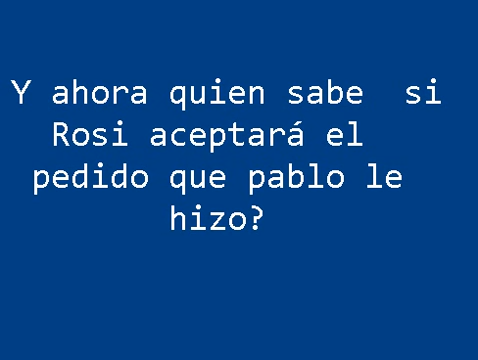 Y ahora quien sabe  si
Rosi aceptará el
pedido que pablo le
hizo?